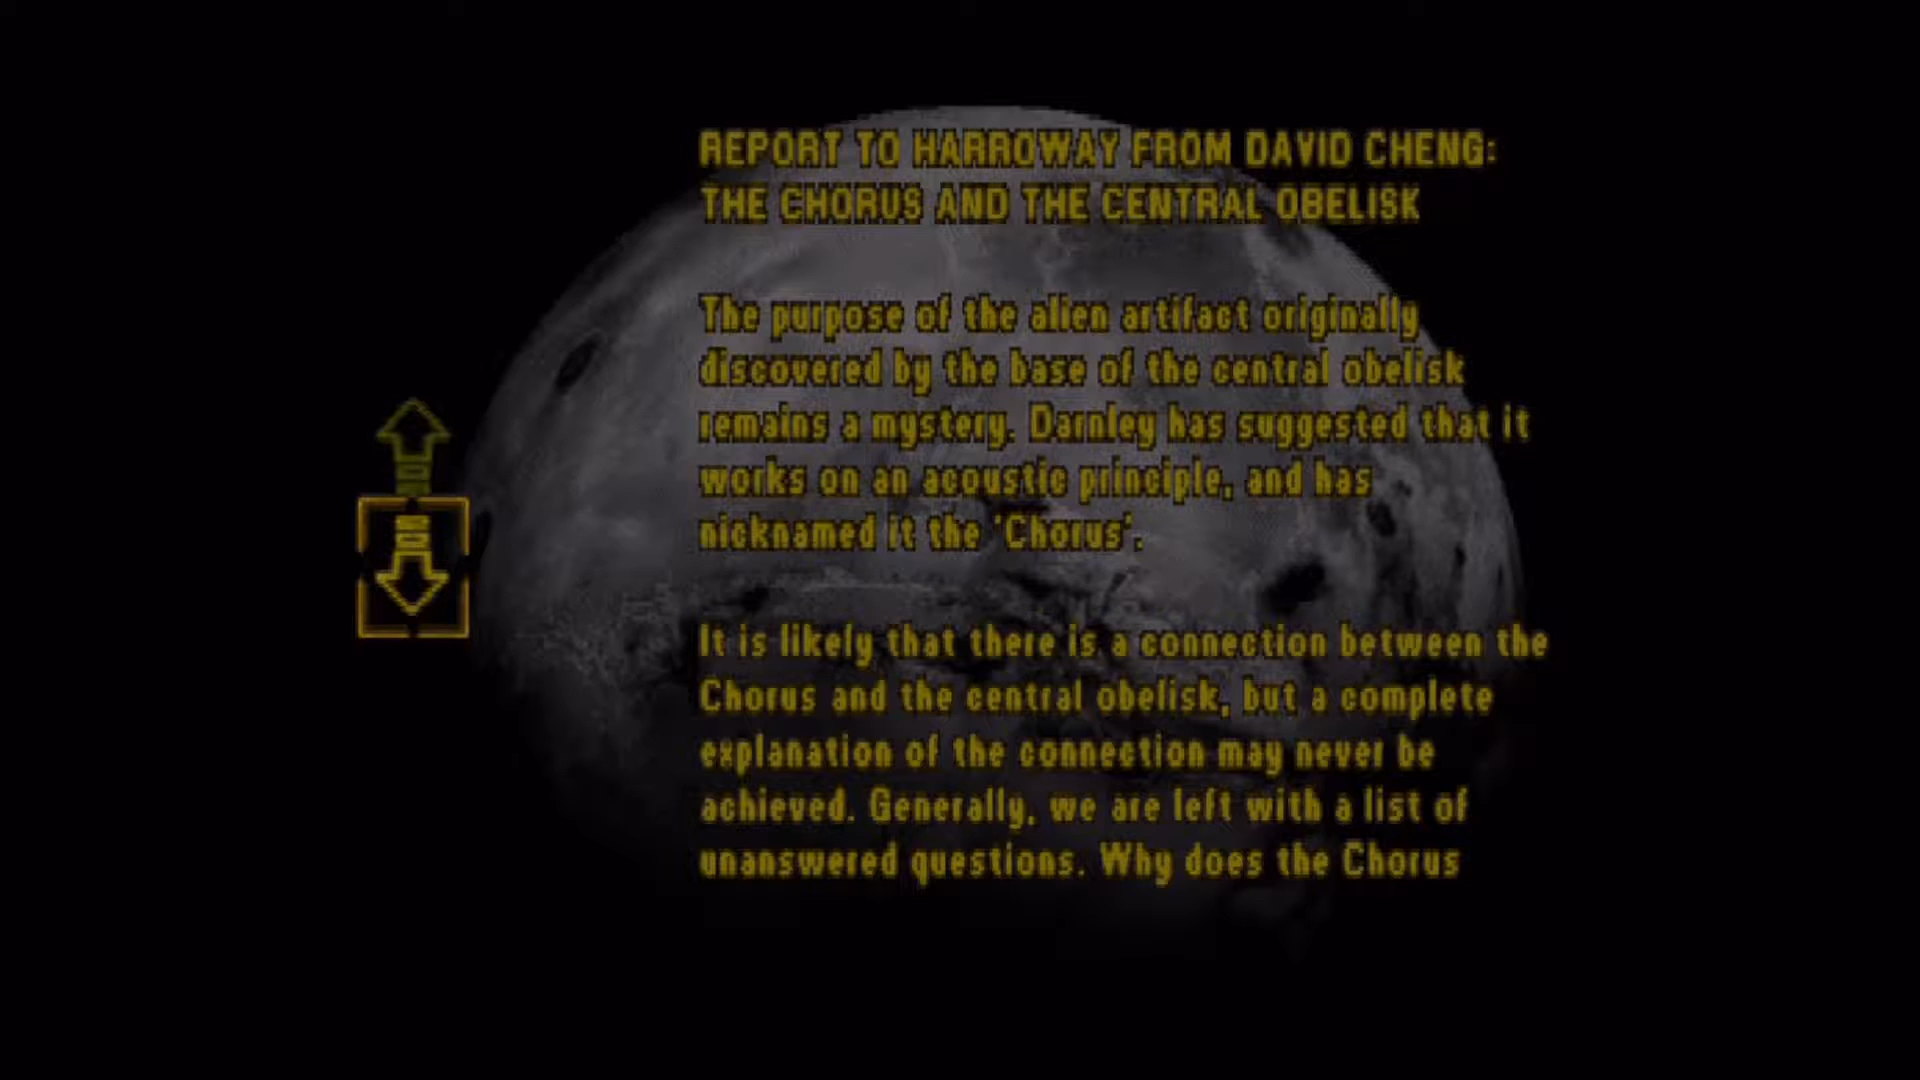 REPORT TO HARROWAY FROM DAVID CHENG:
THE CHORUS AND THE CENTRAL OBELISK
The purpose of the alien artifact originally
discovered by the base of the central obelisk
remains a mystery. Darnley has suggested that it
works on an acoustic principle, and has
nicknamed it the 'Chorus'.
It is likely that there is a connection between the
Chorus and the central obelisk, but a complete
explanation of the connection may never be
achieved. Generally, we are left with a list of
unanswered questions. Why does the Chorus